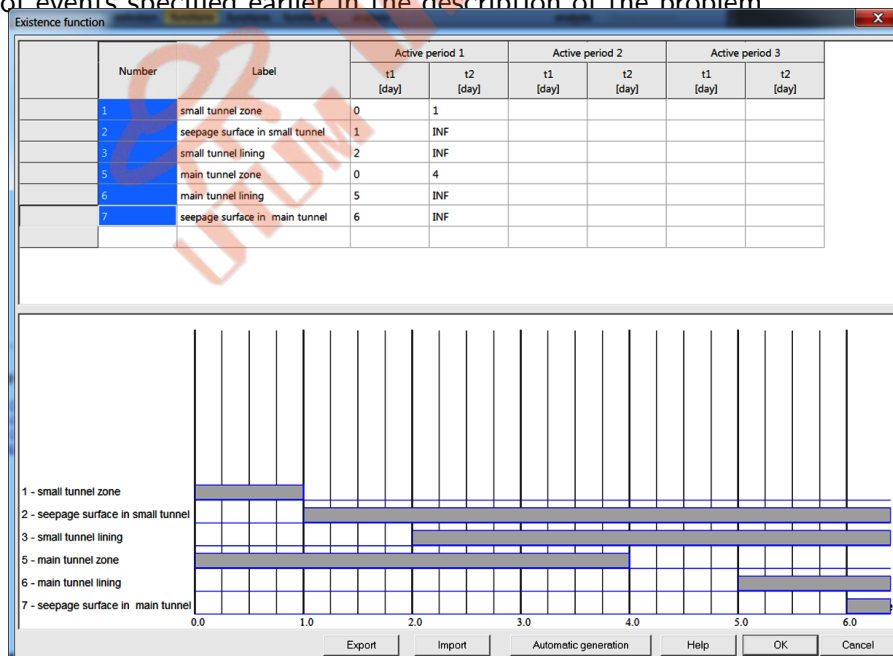 of events specified earlier in the description of the problem
Existence function
Number Label Active period 1 Active period 2 Active period 3
t1 [day] t2 [day] t1 [day] t2 [day] t1 [day] t2 [day]
1 small tunnel zone 0 1
2 seepage surface in small tunnel 1 INF
3 small tunnel lining 2 INF
5 main tunnel zone 0 4
6 main tunnel lining 5 INF
7 seepage surface in main tunnel 6 INF
1 - small tunnel zone
2 - seepage surface in small tunnel
3 - small tunnel lining
5 - main tunnel zone
6 - main tunnel lining
7 - seepage surface in main tunnel
0.0 1.0 2.0 3.0 4.0 5.0 6.0
Export Import Automatic generation Help OK Cancel